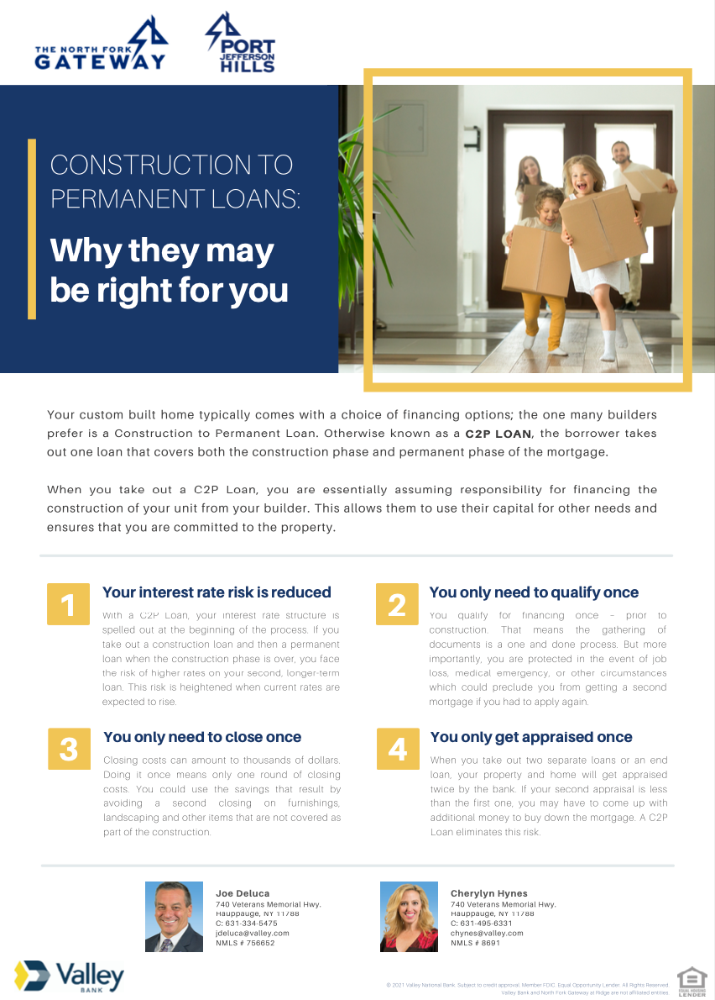 THE NORTH FORK
GATEWAY
PORT
JEFFERSON
HILLS
CONSTRUCTION TO
PERMANENT LOANS:
Why they may
be right for you
Your custom built home typically comes with a choice of financing options; the one many builders
prefer is a Construction to Permanent Loan. Otherwise known as a C2P LOAN, the borrower takes
out one loan that covers both the construction phase and permanent phase of the mortgage.
When you take out a C2P Loan, you are essentially assuming responsibility for financing the
construction of your unit from your builder. This allows them to use their capital for other needs and
ensures that you are committed to the property.
1
Your interest rate risk is reduced
With a C2P Loan, your interest rate structure is
spelled out at the beginning of the process. If you
take out a construction loan and then a permanent
loan when the construction phase is over, you face
the risk of higher rates on your second, longer-term
loan. This risk is heightened when current rates are
expected to rise.
2
You only need to qualify once
You qualify for financing once – prior to
construction. That means the gathering of
documents is a one and done process. But more
importantly, you are protected in the event of job
loss, medical emergency, or other circumstances
which could preclude you from getting a second
mortgage if you had to apply again.
3
You only need to close once
Closing costs can amount to thousands of dollars.
Doing it once means only one round of closing
costs. You could use the savings that result by
avoiding a second closing on furnishings,
landscaping and other items that are not covered as
part of the construction.
4
You only get appraised once
When you take out two separate loans or an end
loan, your property and home will get appraised
twice by the bank. If your second appraisal is less
than the first one, you may have to come up with
additional money to buy down the mortgage. A C2P
Loan eliminates this risk.
Joe Deluca
740 Veterans Memorial Hwy.
Hauppauge, NY 11788
C: 631-334-5475
jdeluca@valley.com
NMLS # 756652
Cherylyn Hynes
740 Veterans Memorial Hwy.
Hauppauge, NY 11788
C: 631-495-6331
chynes@valley.com
NMLS # 8691
Valley
BANK
© 2021 Valley National Bank. Subject to credit approval. Member FDIC. Equal Opportunity Lender. All Rights Reserved.
Valley Bank and North Fork Gateway at Ridge are not affiliated entities.
EQUAL HOUSING
LENDER